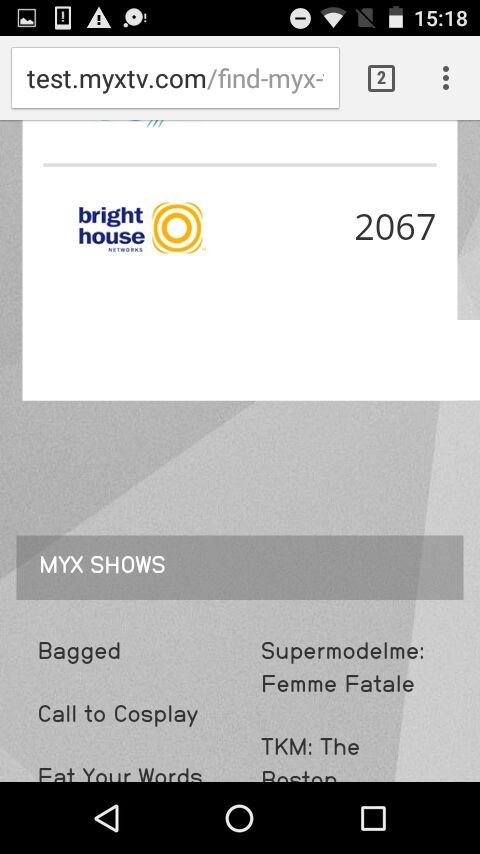 15:18
test.myxtv.com/find-myx-
2
bright
house
NETWORKS
2067
MYX SHOWS
Bagged
Call to Cosplay
Eat Your Words
Supermodelme:
Femme Fatale
TKM: The
Boston